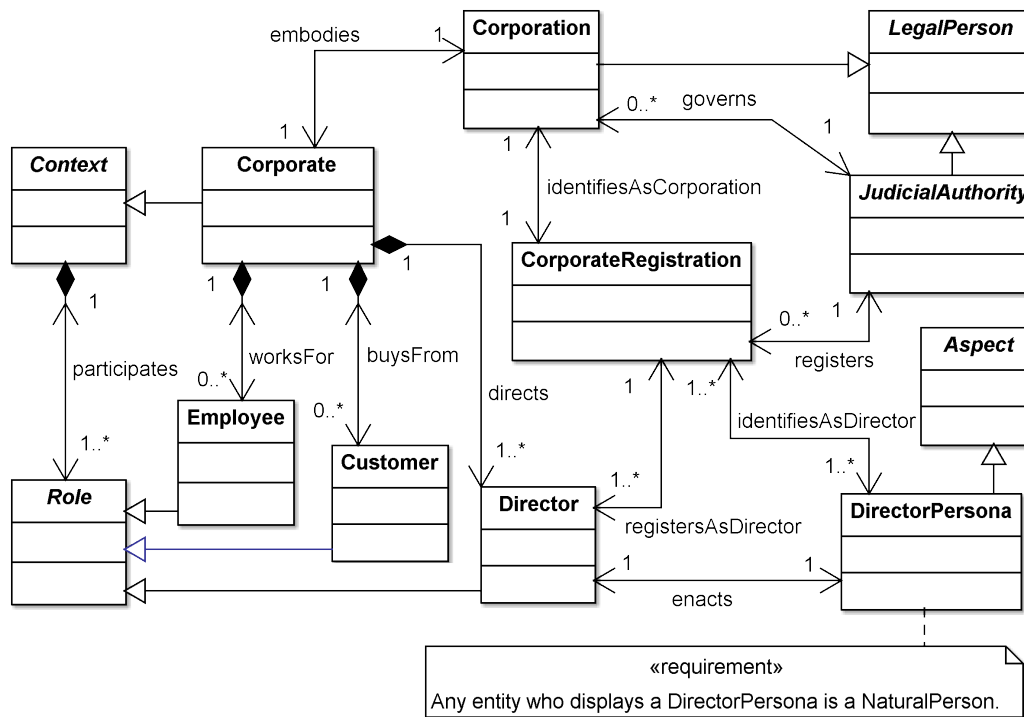 Corporation
LegalPerson
embodies
1
0..*
governs
1
1
1
Context
Corporate
identifiesAsCorporation
JudicialAuthority
1
CorporateRegistration
1
1
1
1
0..*
1
registers
Aspect
participates
worksFor
buysFrom
0..*
0..*
directs
1
1..*
identifiesAsDirector
Employee
1..*
Customer
1..*
1..*
1..*
Role
Director
registersAsDirector
DirectorPersona
1
1
enacts
«requirement»
Any entity who displays a DirectorPersona is a NaturalPerson.